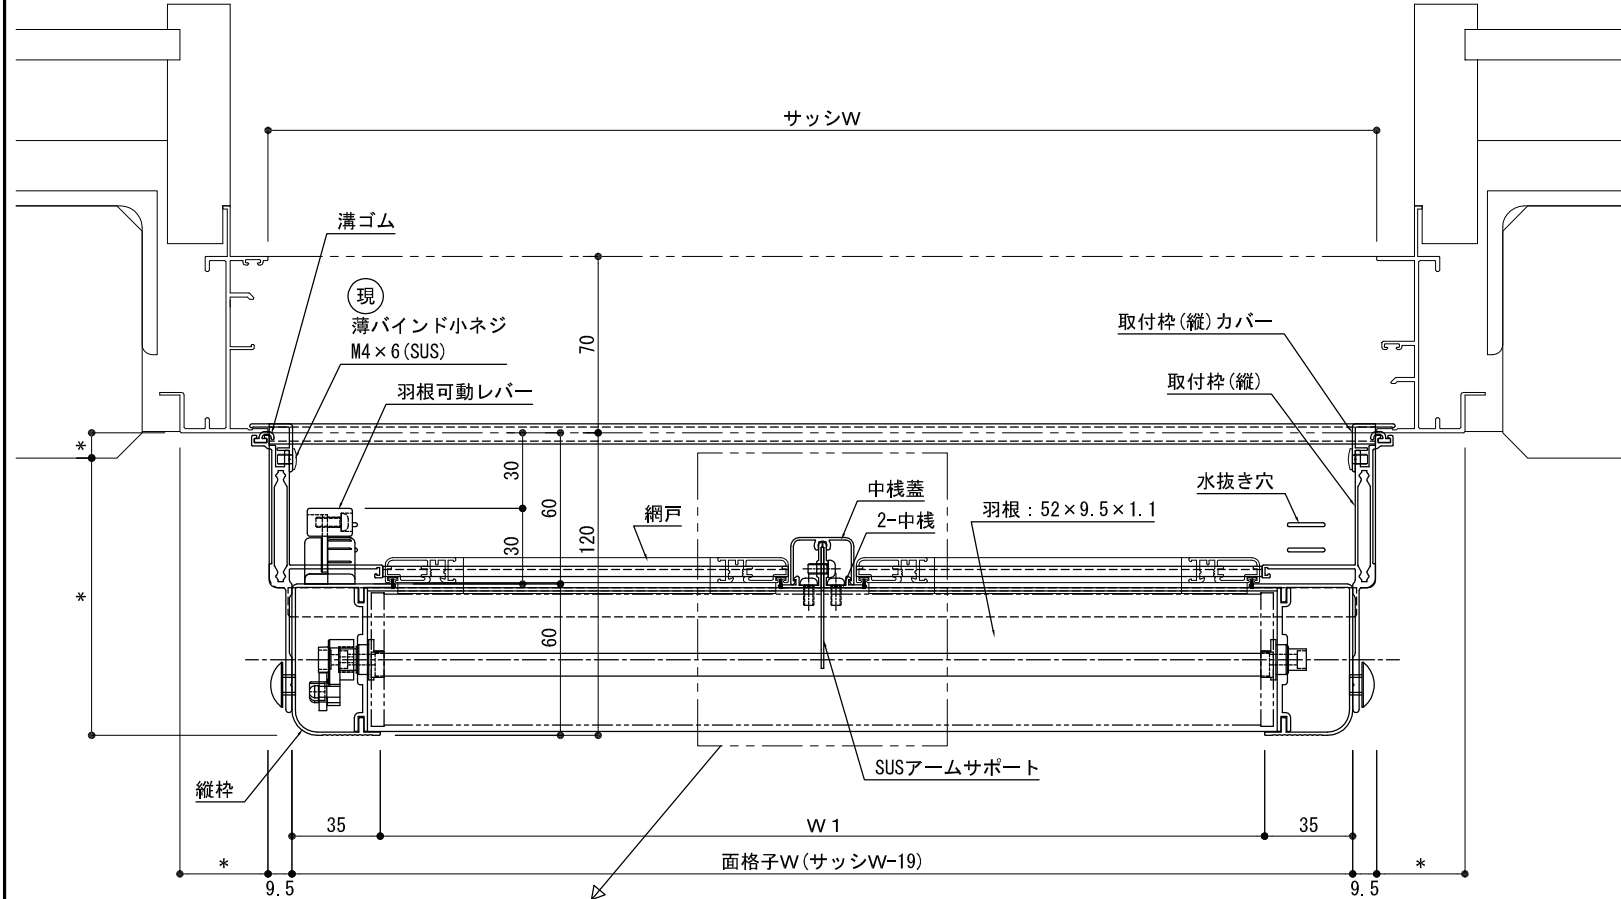 サッシW
溝ゴム
現
薄バインド小ネジ
M4×6(SUS)
羽根可動レバー
70
取付枠(縦)カバー
取付枠(縦)
*
30
60
120
30
網戸
中桟蓋
2-中桟
羽根：52×9.5×1.1
水抜き穴
*
60
縦枠
SUSアームサポート
35
W1
35
*
面格子W(サッシW-19)
*
9.5
9.5